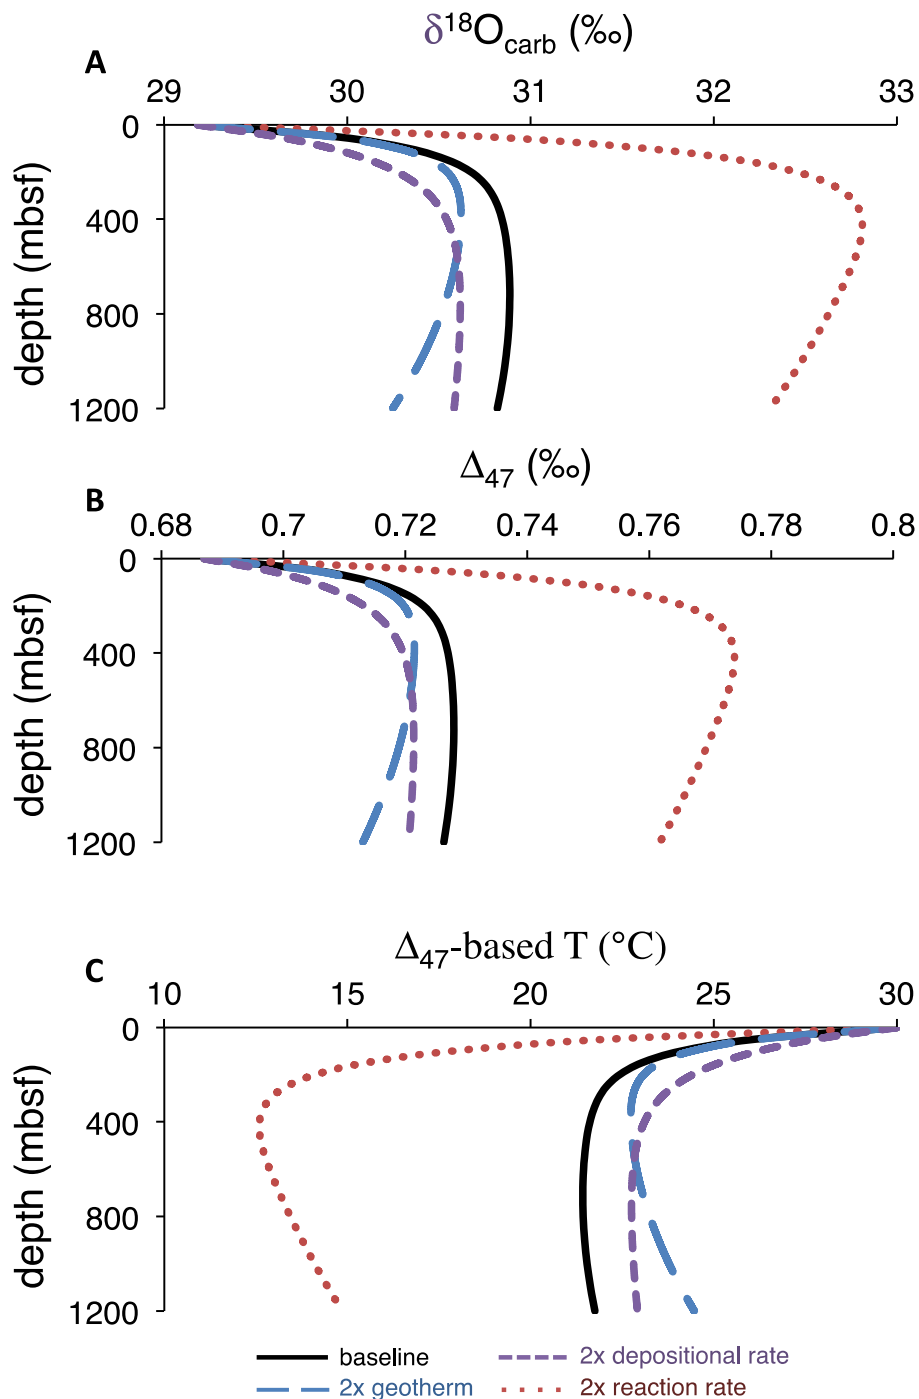 δ¹⁸O_carb (‰)
A
29 30 31 32 33
0
400
800
1200
depth (mbsf)
Δ₄₇ (‰)
B
0.68 0.7 0.72 0.74 0.76 0.78 0.8
0
400
800
1200
depth (mbsf)
Δ₄₇-based T (°C)
C
10 15 20 25 30
0
400
800
1200
depth (mbsf)
baseline 2x depositional rate
2x geotherm 2x reaction rate